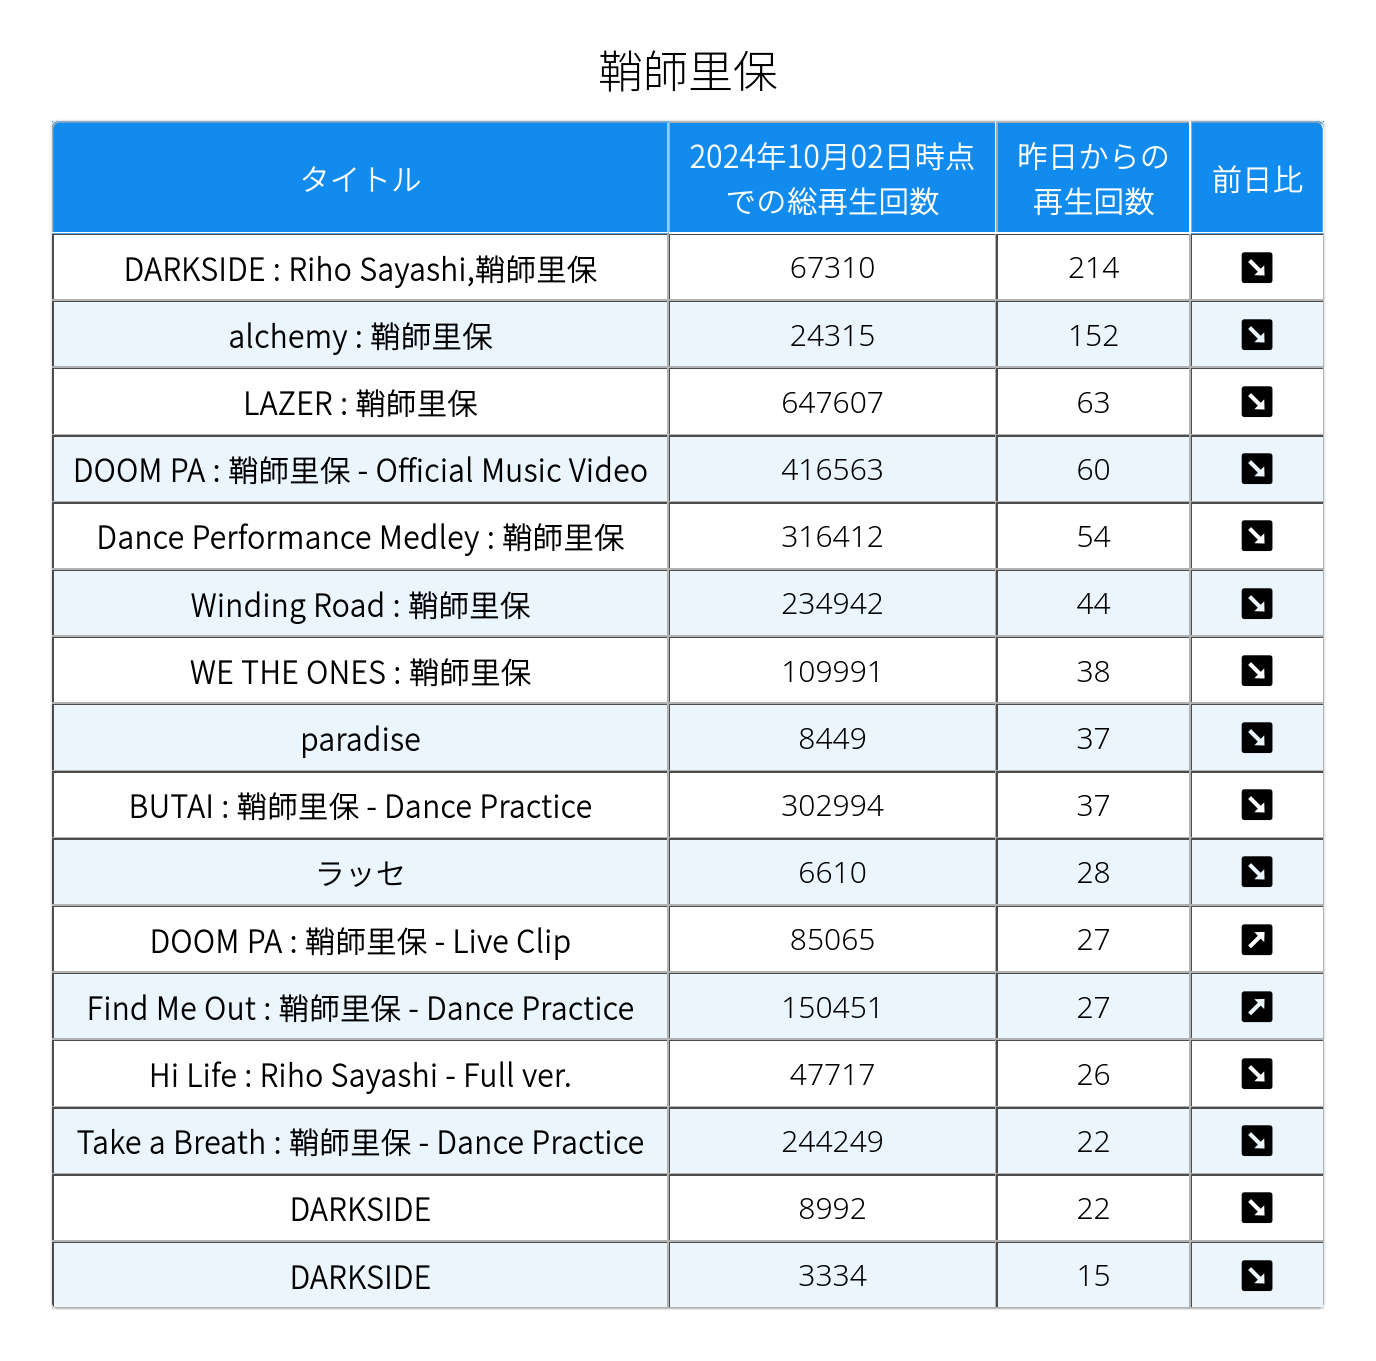 鞘師里保
タイトル
2024年10月02日時点
での総再生回数
昨日からの
再生回数
前日比
DARKSIDE : Riho Sayashi,鞘師里保 67310 214 ↘
alchemy : 鞘師里保 24315 152 ↘
LAZER : 鞘師里保 647607 63 ↘
DOOM PA : 鞘師里保 - Official Music Video 416563 60 ↘
Dance Performance Medley : 鞘師里保 316412 54 ↘
Winding Road : 鞘師里保 234942 44 ↘
WE THE ONES : 鞘師里保 109991 38 ↘
paradise 8449 37 ↘
BUTAI : 鞘師里保 - Dance Practice 302994 37 ↘
ラッセ 6610 28 ↘
DOOM PA : 鞘師里保 - Live Clip 85065 27 ↗
Find Me Out : 鞘師里保 - Dance Practice 150451 27 ↗
Hi Life : Riho Sayashi - Full ver. 47717 26 ↘
Take a Breath : 鞘師里保 - Dance Practice 244249 22 ↘
DARKSIDE 8992 22 ↘
DARKSIDE 3334 15 ↘